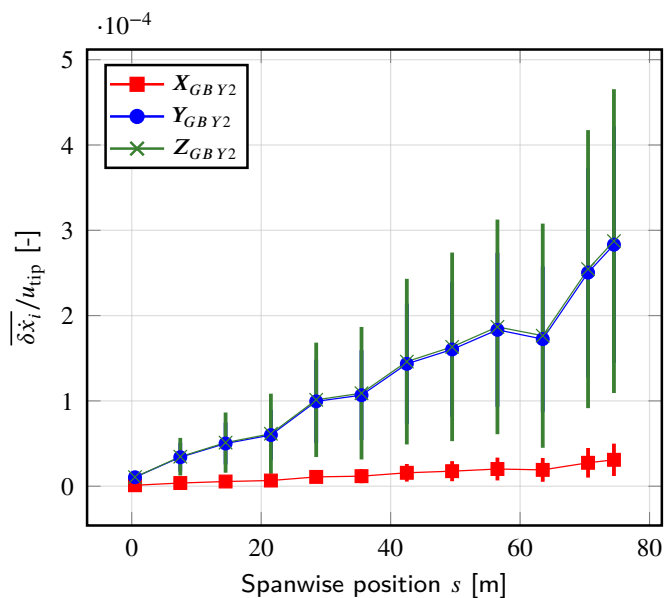 ·10⁻⁴
5
4
3
2
1
0
X_GBY2
Y_GBY2
Z_GBY2
\overline{δẋ_i}/u_tip [-]
0 20 40 60 80
Spanwise position s [m]